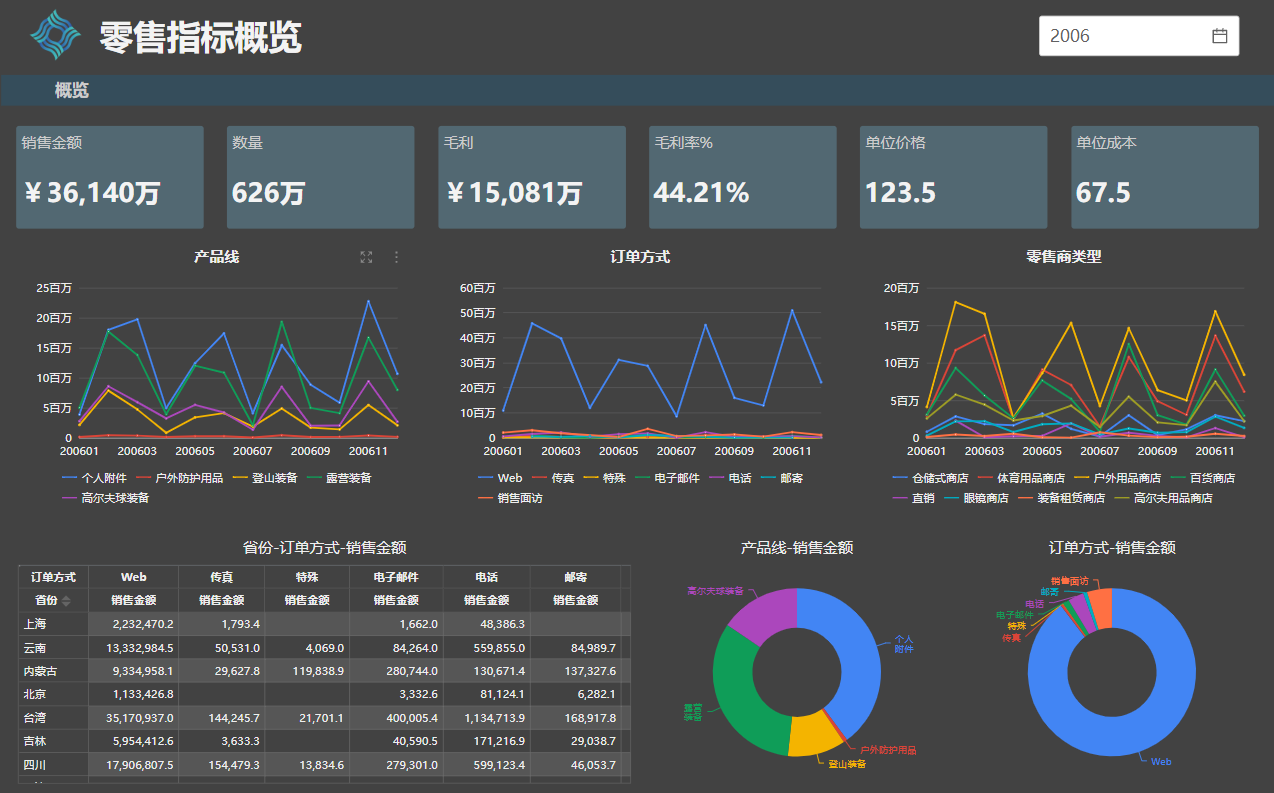 零售指标概览
2006
概览
销售金额 数量 毛利 毛利率% 单位价格 单位成本
￥36,140万 626万 ￥15,081万 44.21% 123.5 67.5
产品线
25百万
20百万
15百万
10百万
5百万
0
200601 200603 200605 200607 200609 200611
个人附件 户外防护用品 登山装备 露营装备
高尔夫球装备
订单方式
60百万
50百万
40百万
30百万
20百万
10百万
0
200601 200603 200605 200607 200609 200611
Web 传真 特殊 电子邮件 电话 邮寄
销售面访
零售商类型
20百万
15百万
10百万
5百万
0
200601 200603 200605 200607 200609 200611
仓储式商店 体育用品商店 户外用品商店 百货商店
直销 眼镜商店 装备租赁商店 高尔夫用品商店
省份-订单方式-销售金额
订单方式 Web 传真 特殊 电子邮件 电话 邮寄
省份 销售金额 销售金额 销售金额 销售金额 销售金额 销售金额
上海 2,232,470.2 1,793.4 1,662.0 48,386.3
云南 13,332,984.5 50,531.0 4,069.0 84,264.0 559,855.0 84,989.7
内蒙古 9,334,958.1 29,627.8 119,838.9 280,744.0 130,671.4 137,327.6
北京 1,133,426.8 3,332.6 81,124.1 6,282.1
台湾 35,170,937.0 144,245.7 21,701.1 400,005.4 1,134,713.9 168,917.8
吉林 5,954,412.6 3,633.3 40,590.5 171,216.9 29,038.7
四川 17,906,807.5 154,479.3 13,834.6 279,301.0 599,123.4 46,053.7
产品线-销售金额
高尔夫球装备
个人
附件
露营
装备
户外防护用品
登山装备
订单方式-销售金额
销售面访
邮寄
电话
电子邮件
特殊
传真
Web